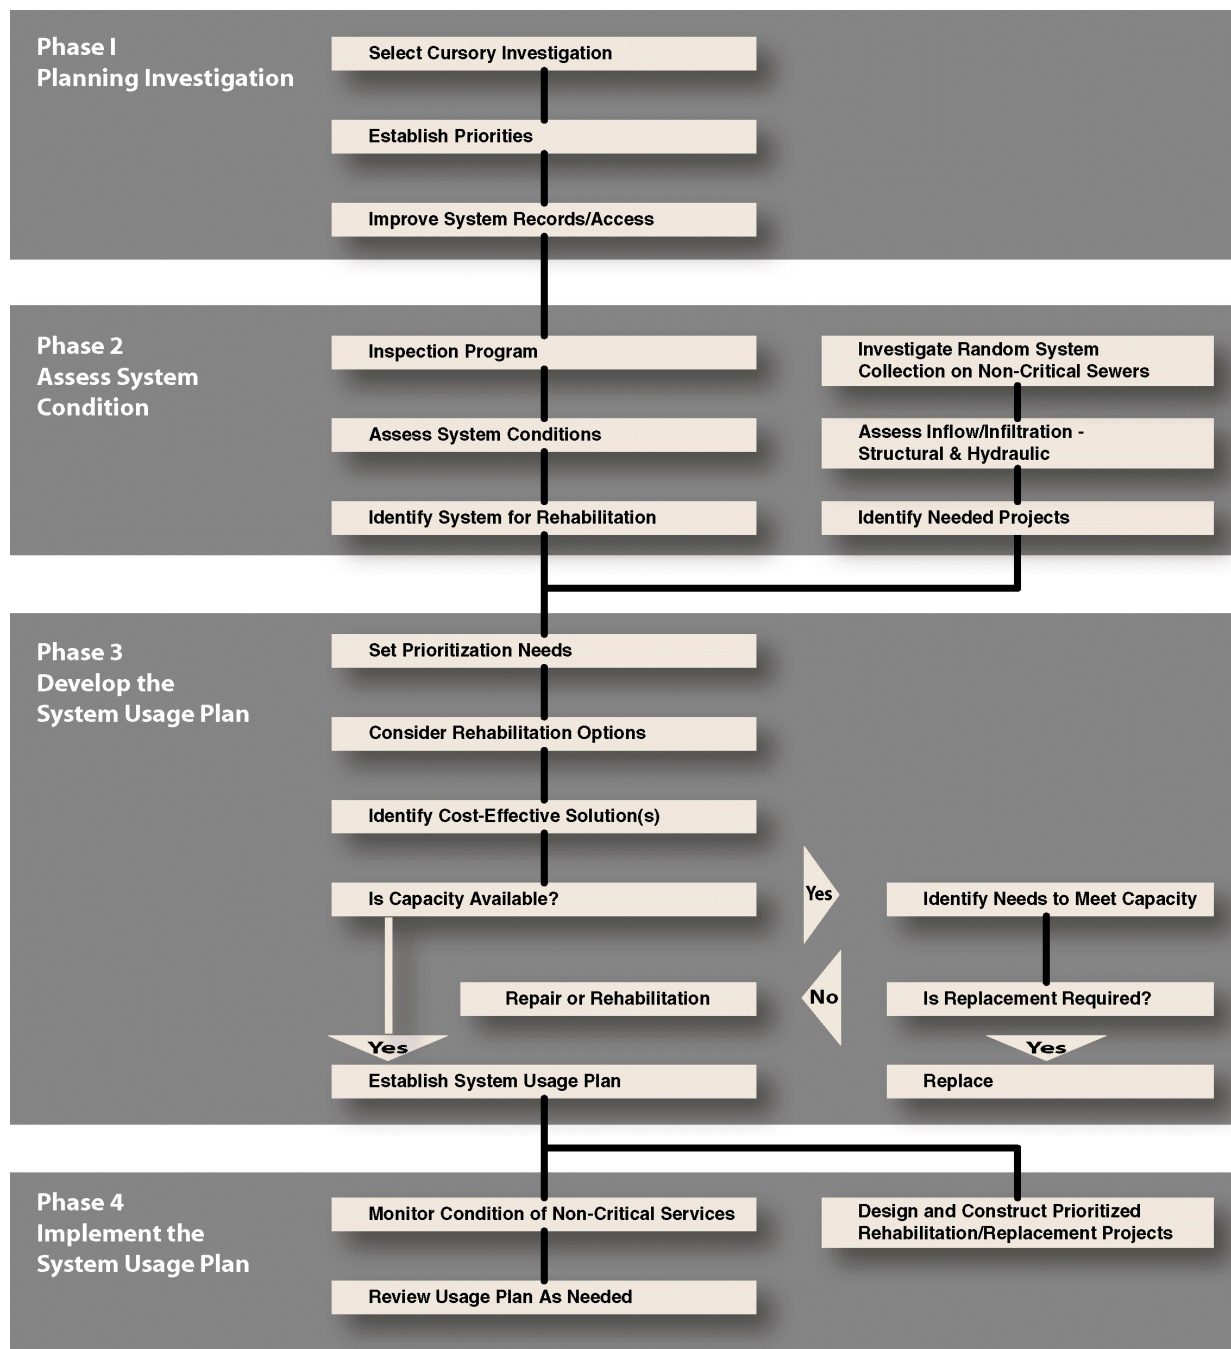 Phase I
Planning Investigation
Select Cursory Investigation
Establish Priorities
Improve System Records/Access
Phase 2
Assess System
Condition
Inspection Program
Assess System Conditions
Identify System for Rehabilitation
Investigate Random System
Collection on Non-Critical Sewers
Assess Inflow/Infiltration -
Structural & Hydraulic
Identify Needed Projects
Phase 3
Develop the
System Usage Plan
Set Prioritization Needs
Consider Rehabilitation Options
Identify Cost-Effective Solution(s)
Is Capacity Available?
Yes
Identify Needs to Meet Capacity
Repair or Rehabilitation
No
Is Replacement Required?
Yes
Yes
Establish System Usage Plan
Replace
Phase 4
Implement the
System Usage Plan
Monitor Condition of Non-Critical Services
Review Usage Plan As Needed
Design and Construct Prioritized
Rehabilitation/Replacement Projects